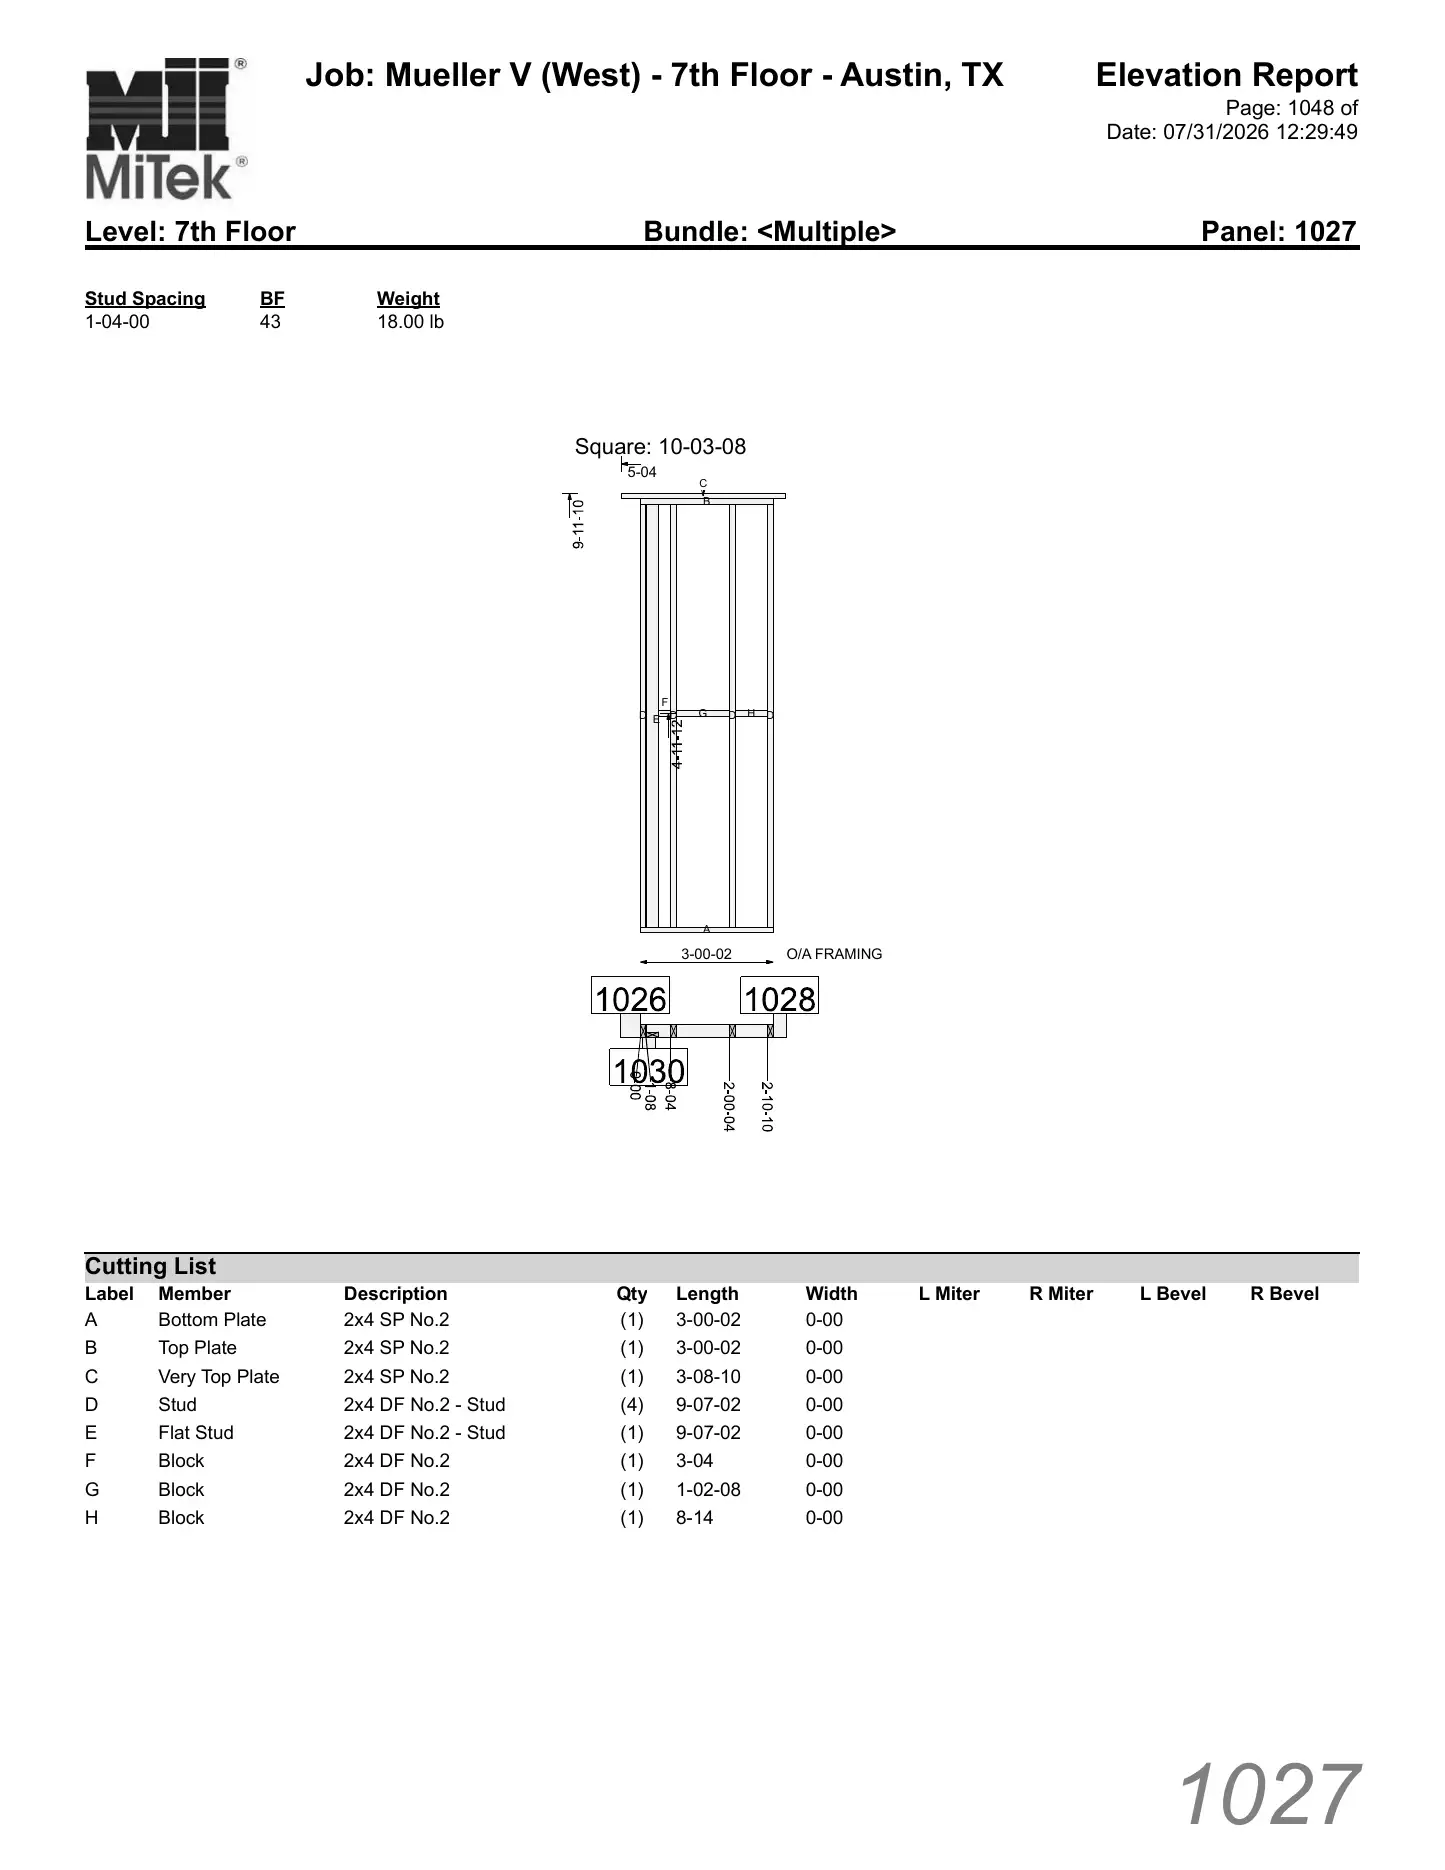 Job: Mueller V (West) - 7th Floor - Austin, TX
Elevation Report
Page: 1048 of
Date: 07/31/2026 12:29:49
MiTek®
Level: 7th Floor Bundle: <Multiple> Panel: 1027
Stud Spacing BF Weight
1-04-00 43 18.00 lb
Square: 10-03-08
5-04
C
B
9-11-10
F
E G H
4-11-12
A
3-00-02 O/A FRAMING
1026 1028
1030
0-00 1-08 8-04 2-00-04 2-10-10
Cutting List
Label Member Description Qty Length Width L Miter R Miter L Bevel R Bevel
A Bottom Plate 2x4 SP No.2 (1) 3-00-02 0-00
B Top Plate 2x4 SP No.2 (1) 3-00-02 0-00
C Very Top Plate 2x4 SP No.2 (1) 3-08-10 0-00
D Stud 2x4 DF No.2 - Stud (4) 9-07-02 0-00
E Flat Stud 2x4 DF No.2 - Stud (1) 9-07-02 0-00
F Block 2x4 DF No.2 (1) 3-04 0-00
G Block 2x4 DF No.2 (1) 1-02-08 0-00
H Block 2x4 DF No.2 (1) 8-14 0-00
1027